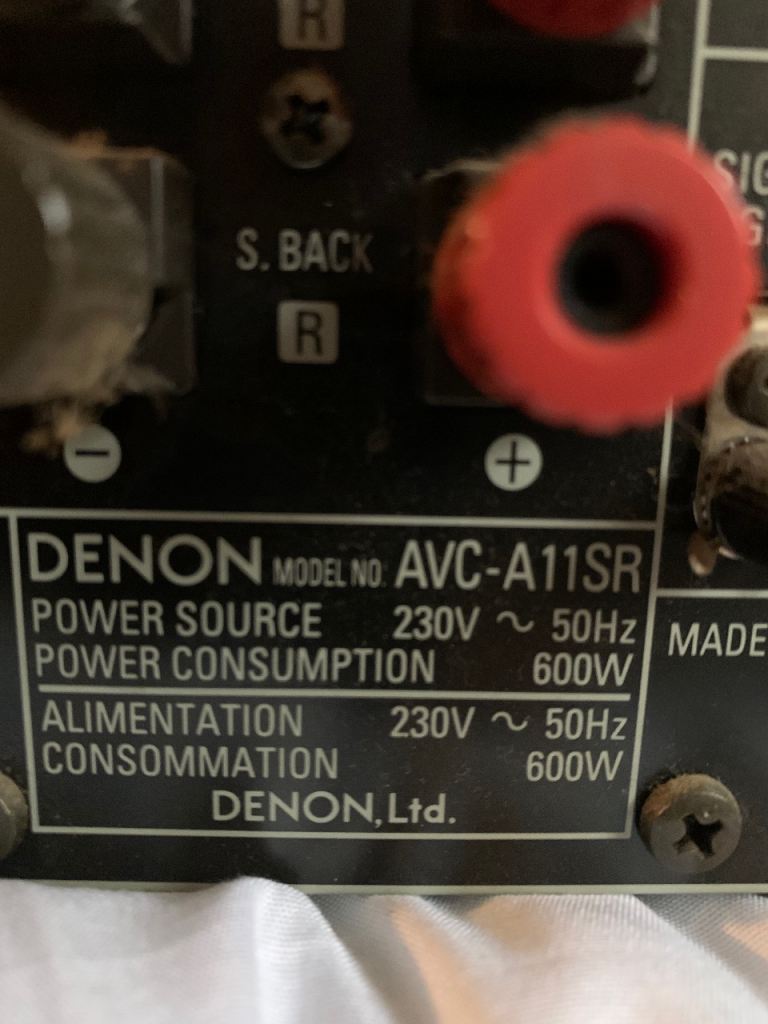 R
S. BACK
R
− +
DENON MODEL NO. AVC-A11SR
POWER SOURCE 230V ~ 50Hz
POWER CONSUMPTION 600W
ALIMENTATION 230V ~ 50Hz
CONSOMMATION 600W
DENON, Ltd.
MADE